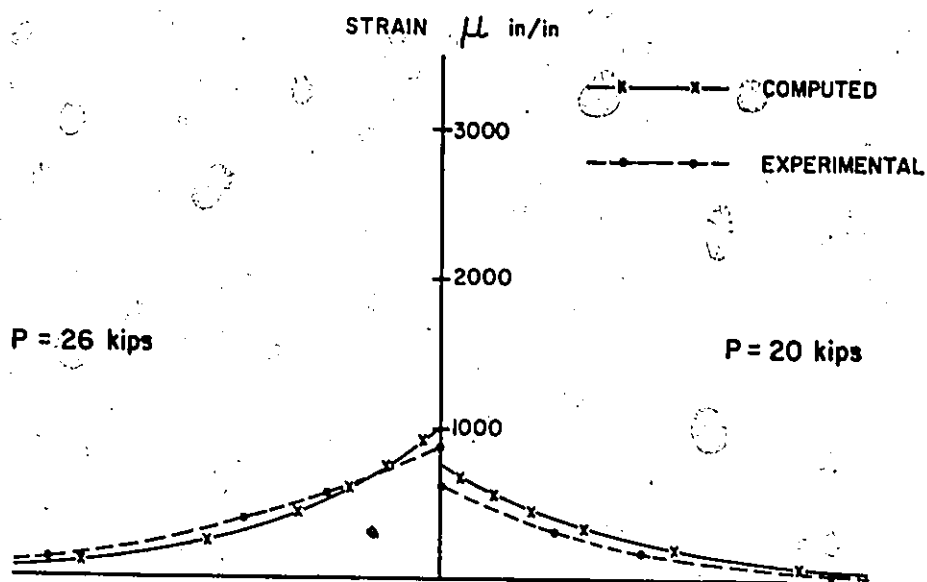 STRAIN μ in/in
COMPUTED
3000
EXPERIMENTAL
2000
P = 26 kips
P = 20 kips
1000